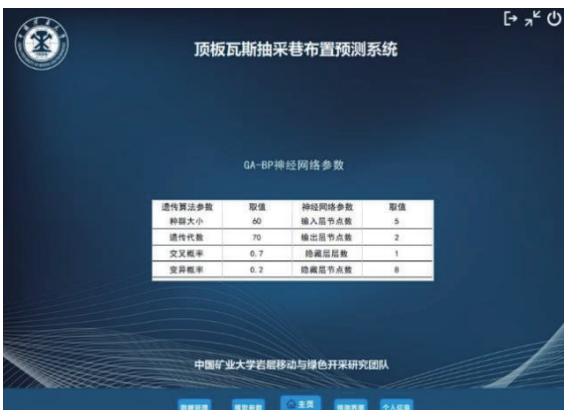 顶板瓦斯抽采巷布置预测系统
GA-BP神经网络参数
遗传算法参数 取值 神经网络参数 取值
种群大小 60 输入层节点数 5
遗传代数 70 输出层节点数 2
交叉概率 0.7 隐藏层层数 1
变异概率 0.2 隐藏层节点数 8
中国矿业大学岩层移动与绿色开采研究团队
主页
个人信息